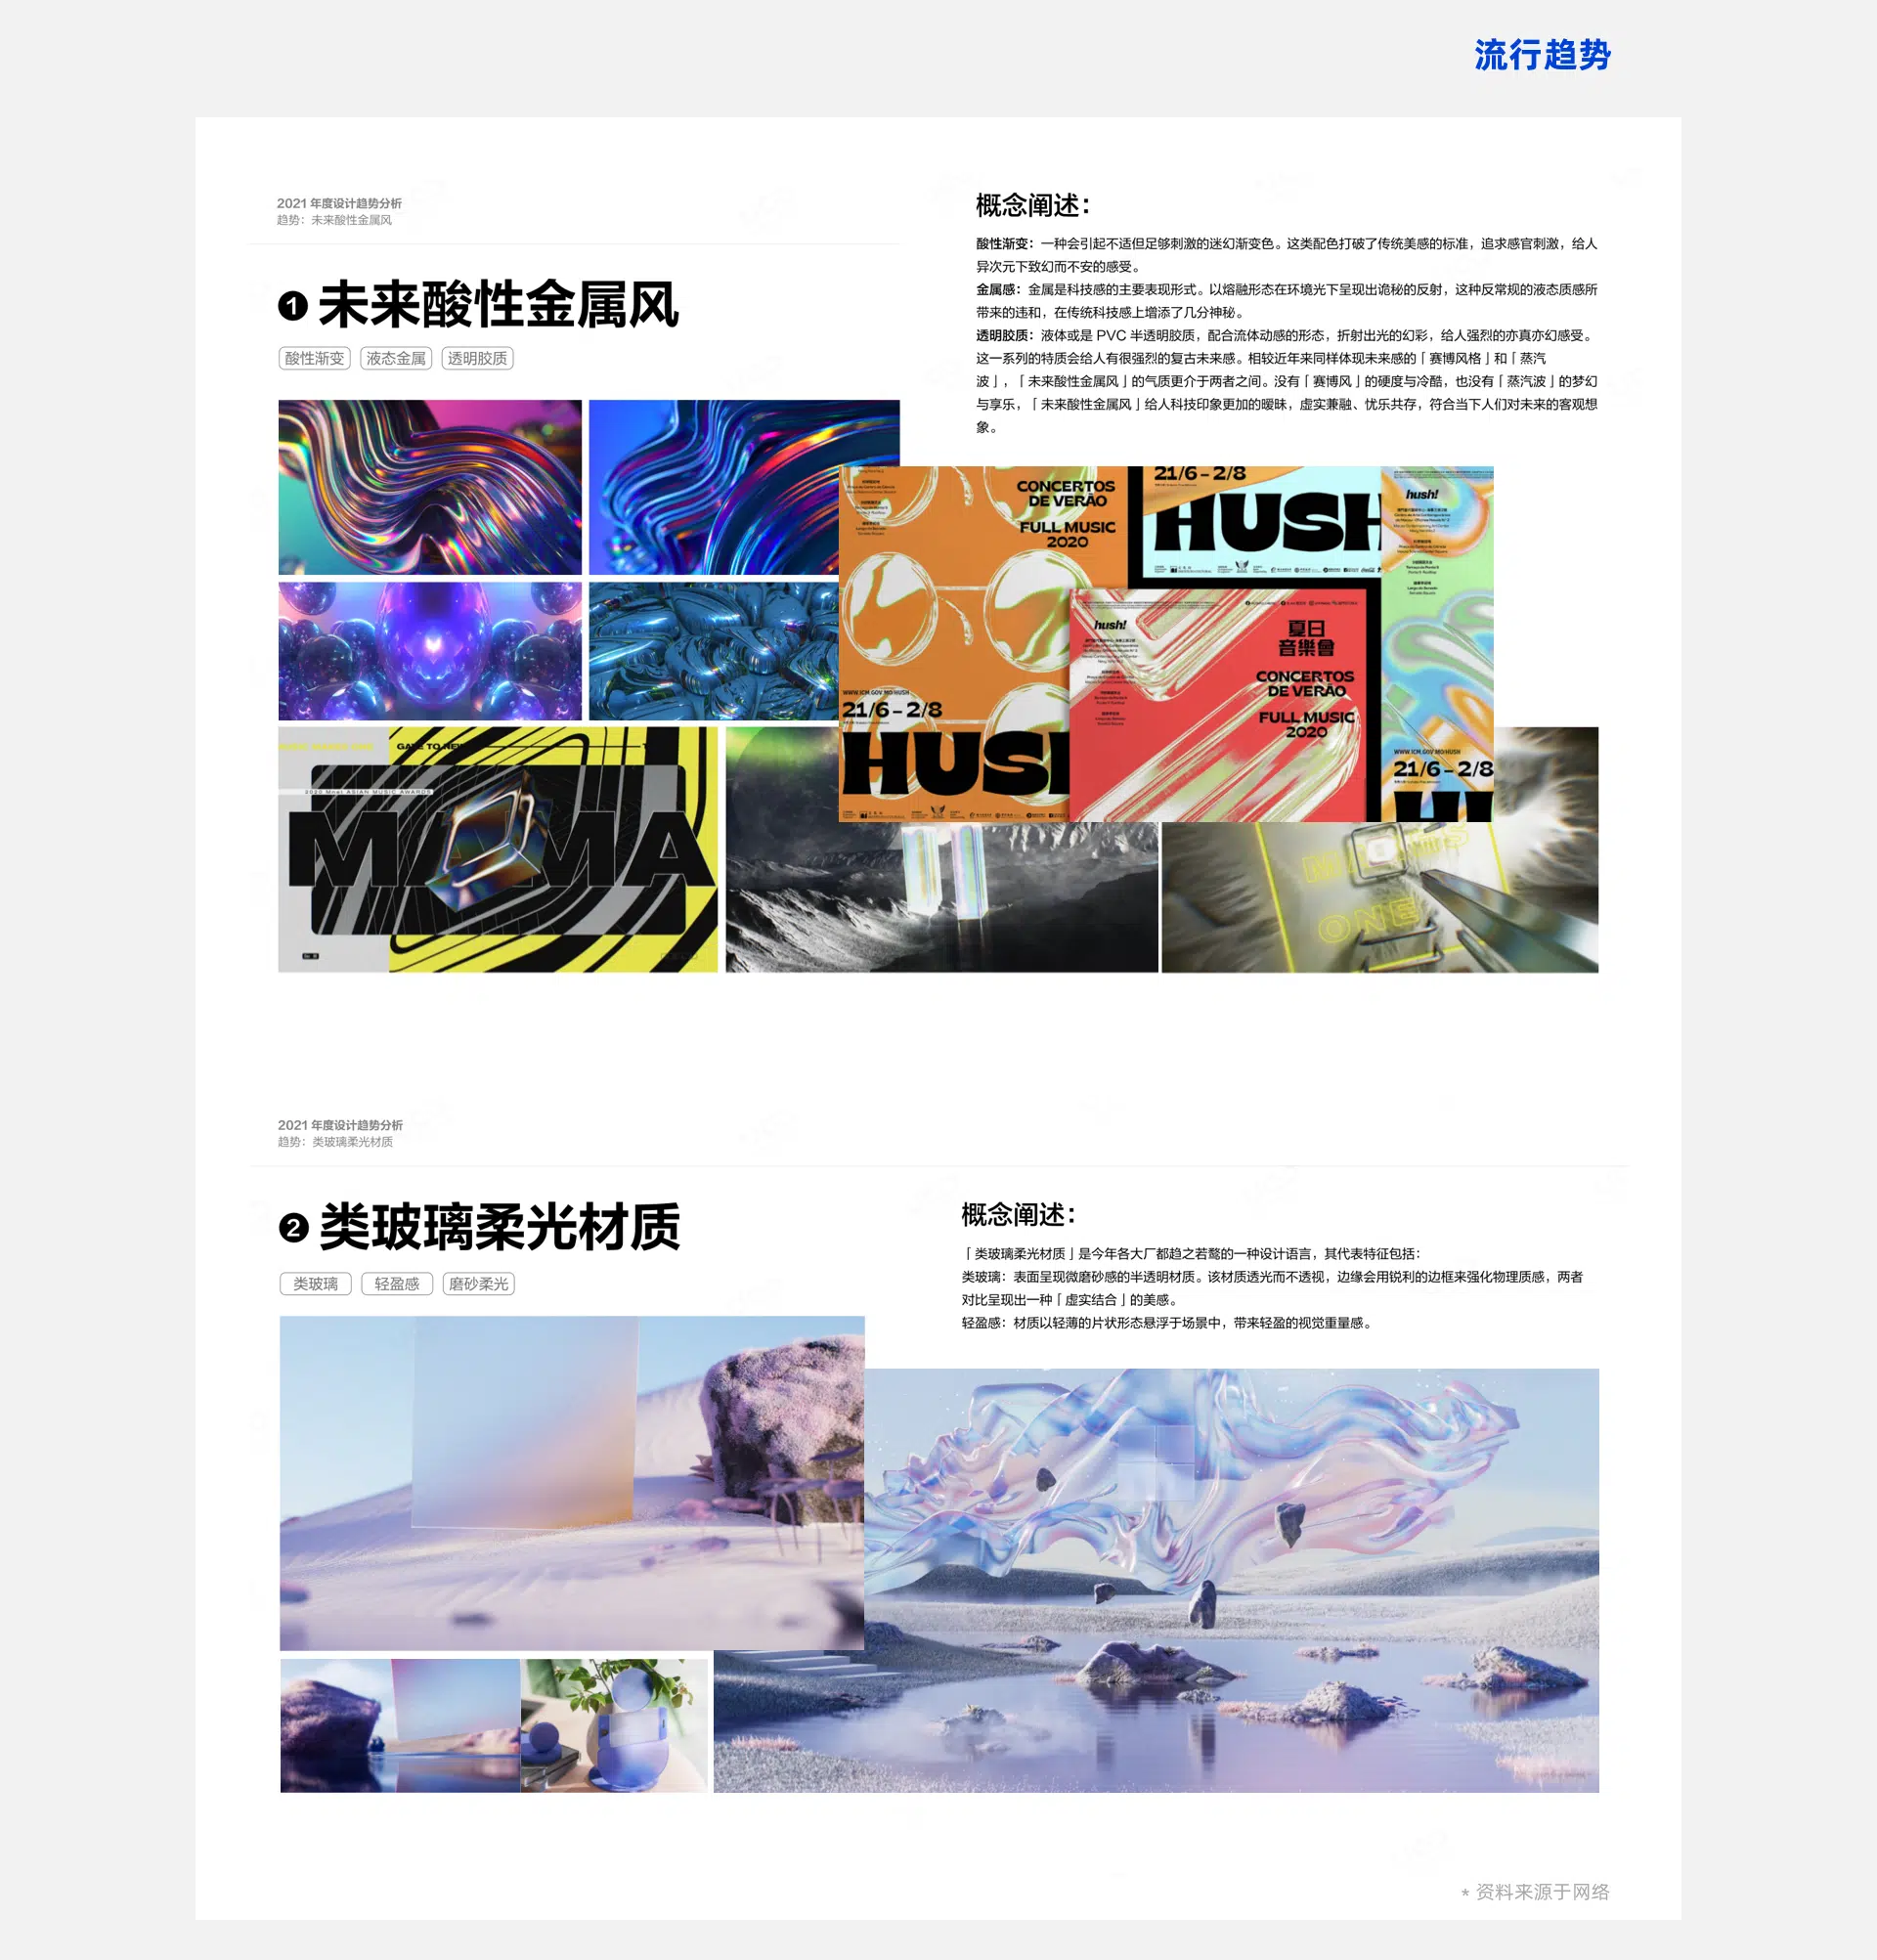 流行趋势
2021 年度设计趋势分析
趋势：未来酸性金属风
❶ 未来酸性金属风
酸性渐变 液态金属 透明胶质
概念阐述：
酸性渐变：一种会引起不适但足够刺激的迷幻渐变色。这类配色打破了传统美感的标准，追求感官刺激，给人
异次元下致幻而不安的感受。
金属感：金属是科技感的主要表现形式。以熔融形态在环境光下呈现出诡秘的反射，这种反常规的液态质感所
带来的违和，在传统科技感上增添了几分神秘。
透明胶质：液体或是 PVC 半透明胶质，配合流体动感的形态，折射出光的幻彩，给人强烈的亦真亦幻感受。
这一系列的特质会给人有很强烈的复古未来感。相较近年来同样体现未来感的「赛博风格」和「蒸汽
波」，「未来酸性金属风」的气质更介于两者之间。没有「赛博风」的硬度与冷酷，也没有「蒸汽波」的梦幻
与享乐，「未来酸性金属风」给人科技印象更加的暧昧，虚实兼融、忧乐共存，符合当下人们对未来的客观想
象。
CONCERTOS
DE VERÃO
FULL MUSIC
2020
21/6 – 2/8
HUSH
hush!
hush!
夏日
音樂會
CONCERTOS
DE VERÃO
FULL MUSIC
2020
WWW.ICM.GOV.MO/HUSH
21/6 – 2/8
HUSH
WWW.ICM.GOV.MO/HUSH
21/6 – 2/8
2020 Mnet ASIAN MUSIC AWARDS
MAMA
ONE
2021 年度设计趋势分析
趋势：类玻璃柔光材质
❷ 类玻璃柔光材质
类玻璃 轻盈感 磨砂柔光
概念阐述：
「类玻璃柔光材质」是今年各大厂都趋之若鹜的一种设计语言，其代表特征包括：
类玻璃：表面呈现微磨砂感的半透明材质。该材质透光而不透视，边缘会用锐利的边框来强化物理质感，两者
对比呈现出一种「虚实结合」的美感。
轻盈感：材质以轻薄的片状形态悬浮于场景中，带来轻盈的视觉重量感。
* 资料来源于网络